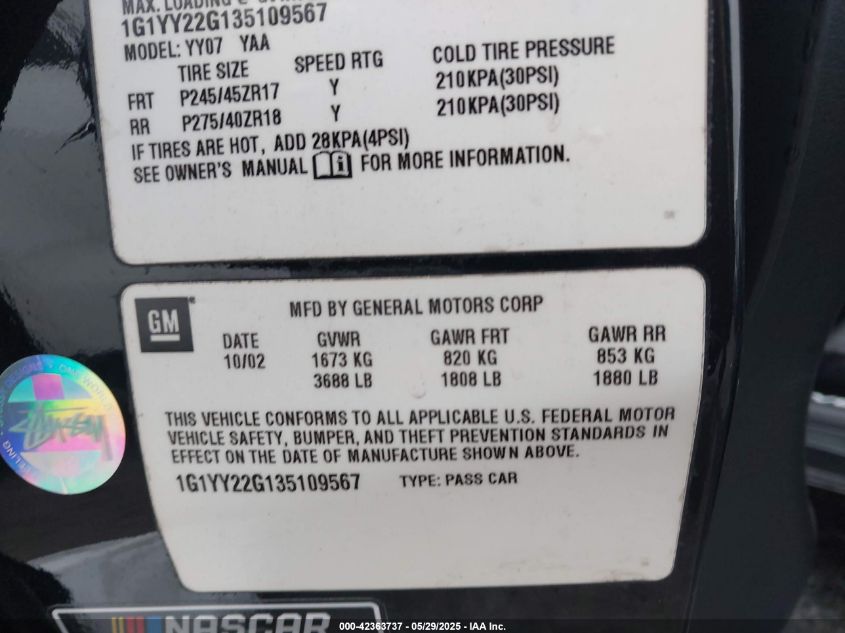 MAX. LOADING @
1G1YY22G135109567
MODEL: YY07 YAA
TIRE SIZE SPEED RTG COLD TIRE PRESSURE
FRT P245/45ZR17 Y 210KPA(30PSI)
RR P275/40ZR18 Y 210KPA(30PSI)
IF TIRES ARE HOT, ADD 28KPA(4PSI)
SEE OWNER'S MANUAL i FOR MORE INFORMATION.
GM
MFD BY GENERAL MOTORS CORP
DATE GVWR GAWR FRT GAWR RR
10/02 1673 KG 820 KG 853 KG
3688 LB 1808 LB 1880 LB
THIS VEHICLE CONFORMS TO ALL APPLICABLE U.S. FEDERAL MOTOR
VEHICLE SAFETY, BUMPER, AND THEFT PREVENTION STANDARDS IN
EFFECT ON THE DATE OF MANUFACTURE SHOWN ABOVE.
1G1YY22G135109567 TYPE: PASS CAR
NASCAR
000-42363737 - 05/29/2025 - IAA Inc.